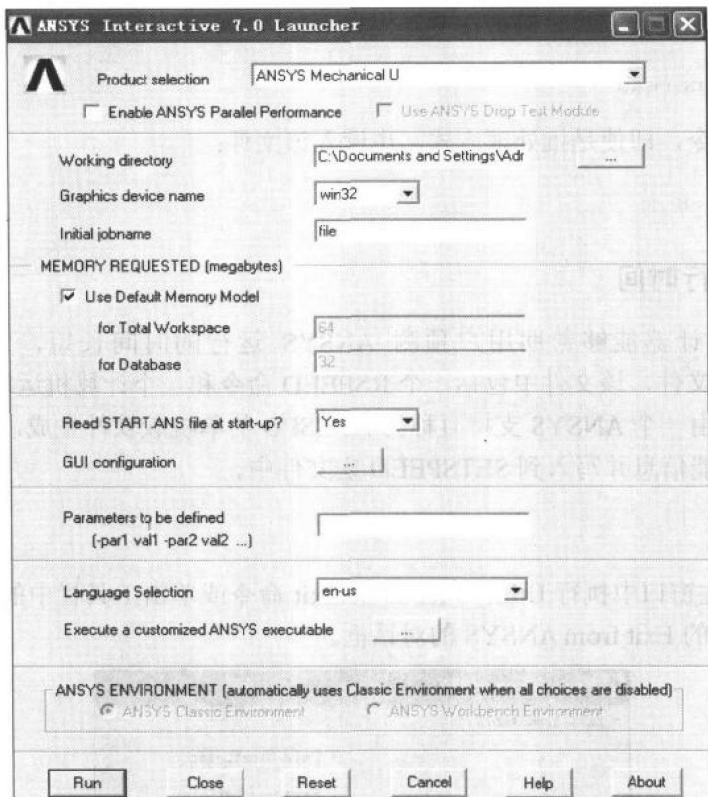 ANSYS Interactive 7.0 Launcher
Product selection ANSYS Mechanical U
Enable ANSYS Parallel Performance Use ANSYS Drop Test Module
Working directory C:\Documents and Settings\Adr ...
Graphics device name win32
Initial jobname file
MEMORY REQUESTED (megabytes)
Use Default Memory Model
for Total Workspace 64
for Database 32
Read START.ANS file at start-up? Yes
GUI configuration ...
Parameters to be defined
(-par1 val1 -par2 val2 ...)
Language Selection en-us
Execute a customized ANSYS executable ...
ANSYS ENVIRONMENT (automatically uses Classic Environment when all choices are disabled)
ANSYS Classic Environment ANSYS Workbench Environment
Run Close Reset Cancel Help About